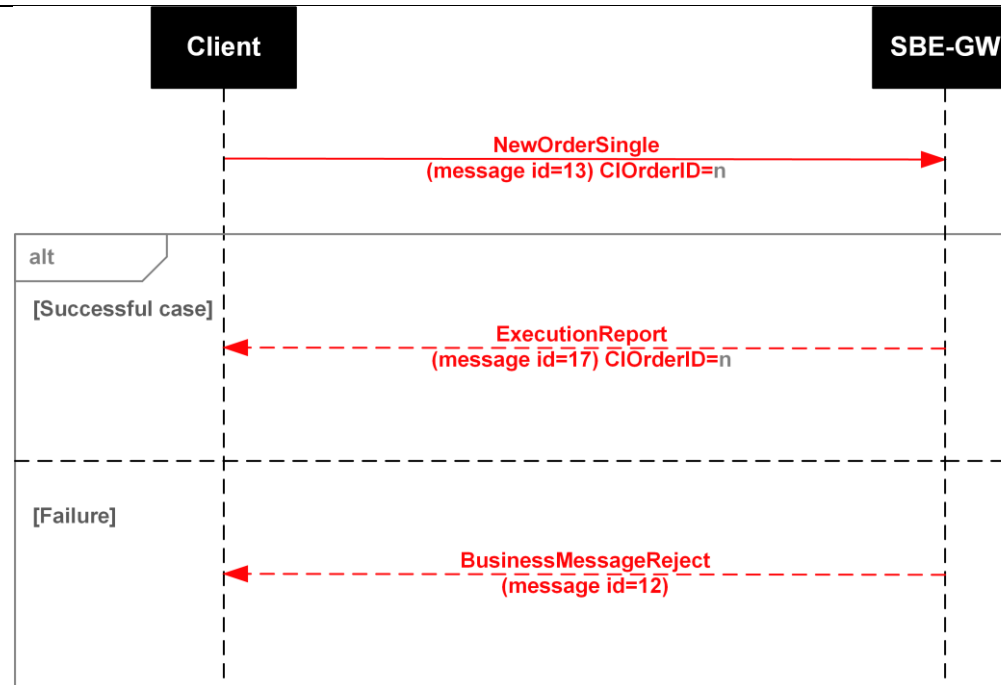 Client
SBE-GW
NewOrderSingle
(message id=13) ClOrderID=n
alt
[Successful case]
ExecutionReport
(message id=17) ClOrderID=n
[Failure]
BusinessMessageReject
(message id=12)